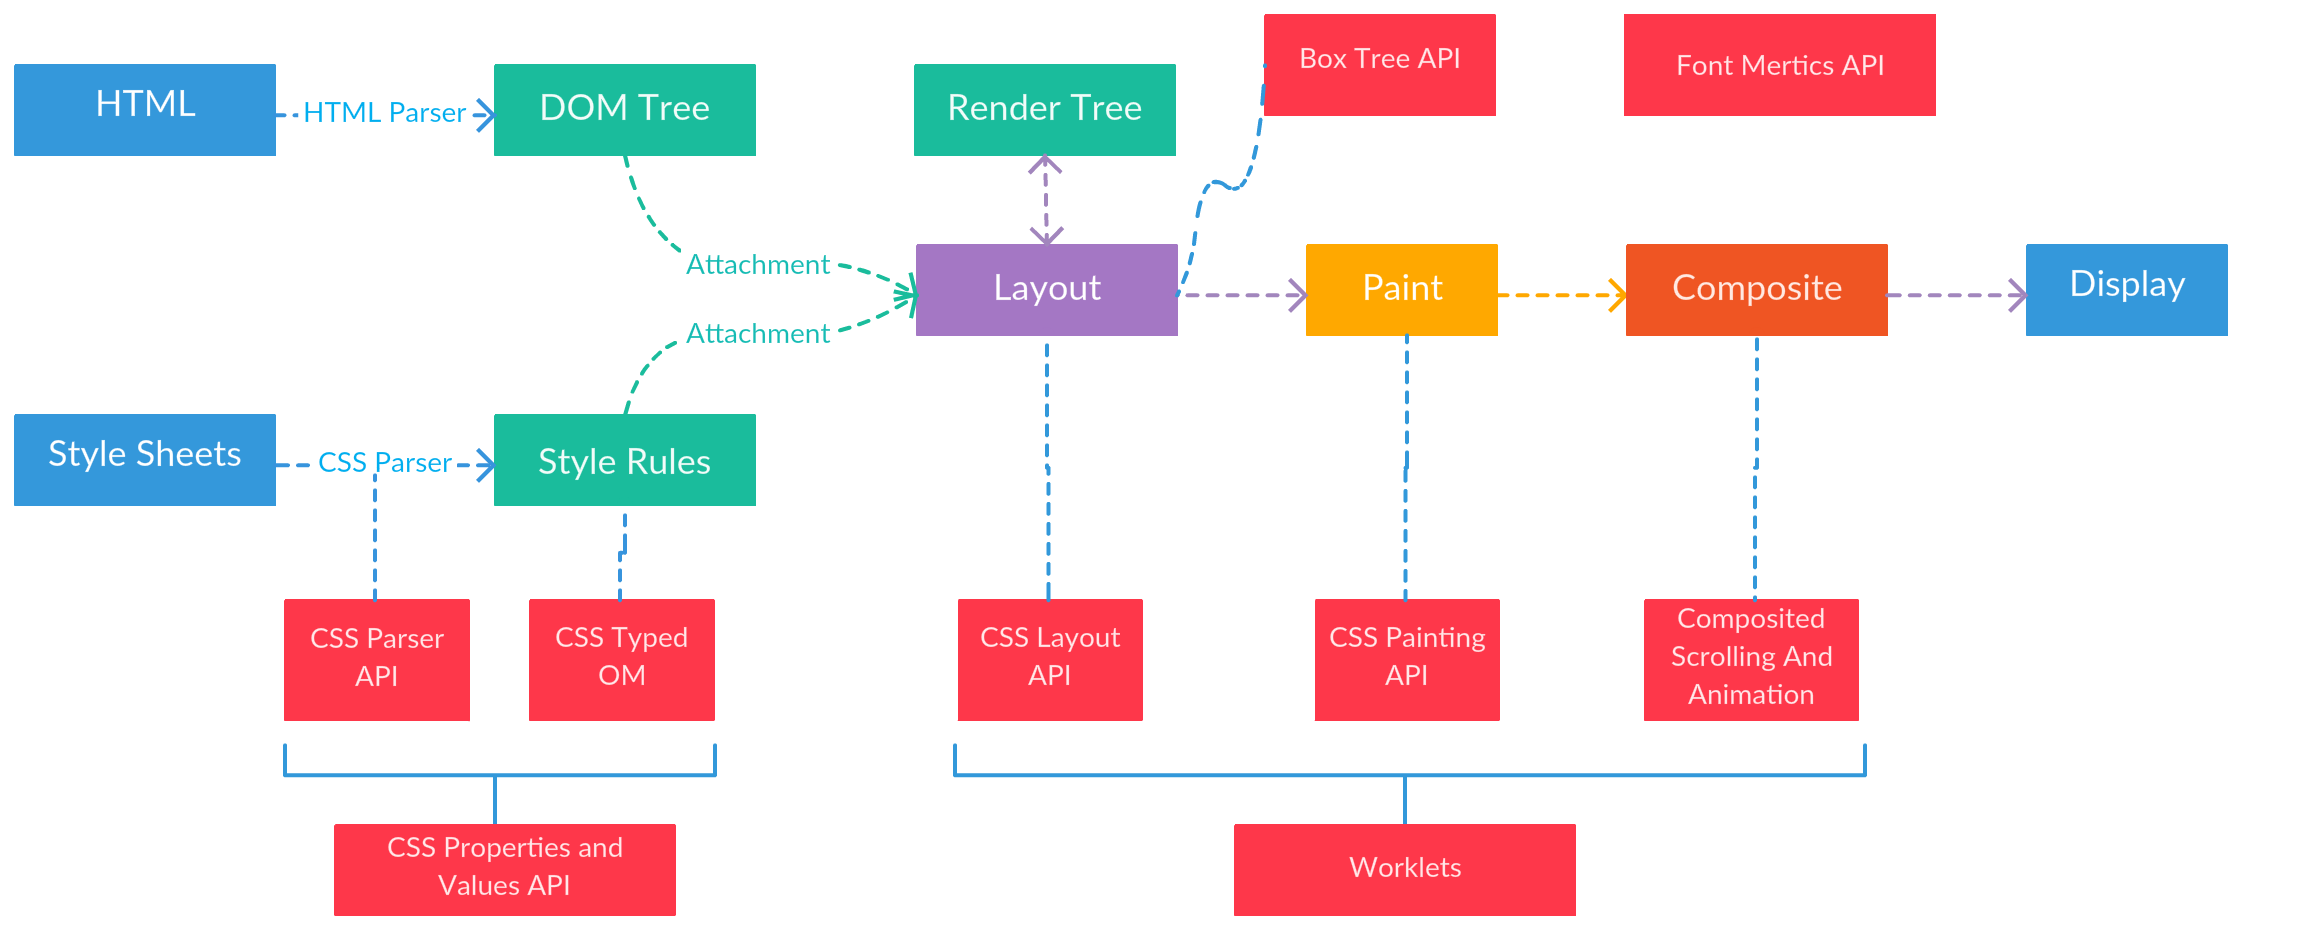 Box Tree API
Font Mertics API
HTML
HTML Parser
DOM Tree
Render Tree
Attachment
Layout
Paint
Composite
Display
Attachment
Style Sheets
CSS Parser
Style Rules
CSS Parser
API
CSS Typed
OM
CSS Layout
API
CSS Painting
API
Composited
Scrolling And
Animation
CSS Properties and
Values API
Worklets